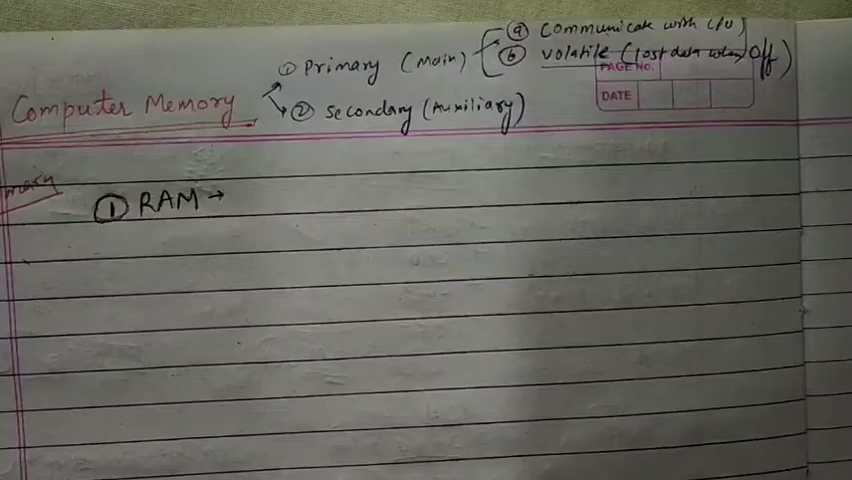 ⓐ Communicate with CPU
① Primary (Main)
ⓑ Volatile (lost data when off)
PAGE No.
Computer Memory
② Secondary (Auxiliary)
DATE
① RAM →